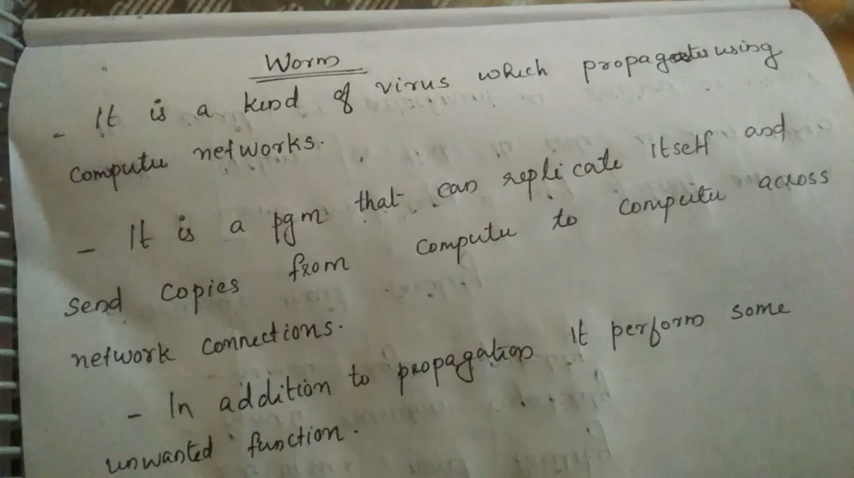 Worm
- It is a kind of virus which propagates using
computer networks.
- It is a pgm that can replicate itself and
send copies from computer to computer across
network connections.
- In addition to propagation it perform some
unwanted function.